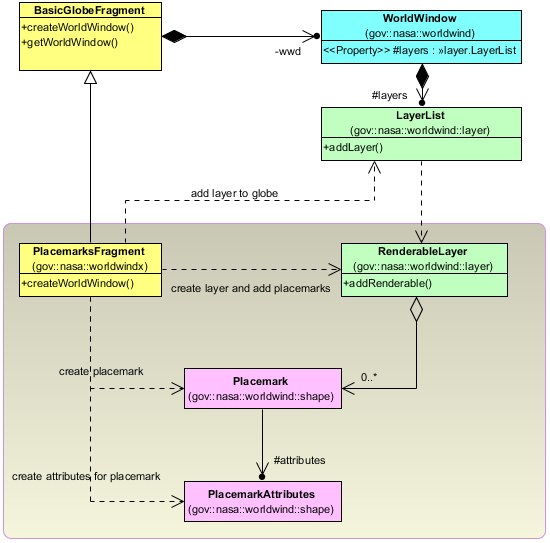 BasicGlobeFragment
+createWorldWindow()
+getWorldWindow()
-wwd
WorldWindow
(gov::nasa::worldwind)
<<Property>> #layers : »layer.LayerList
#layers
LayerList
(gov::nasa::worldwind::layer)
+addLayer()
add layer to globe
PlacemarksFragment
(gov::nasa::worldwindx)
+createWorldWindow()
create layer and add placemarks
RenderableLayer
(gov::nasa::worldwind::layer)
+addRenderable()
create placemark
0..*
Placemark
(gov::nasa::worldwind::shape)
#attributes
create attributes for placemark
PlacemarkAttributes
(gov::nasa::worldwind::shape)